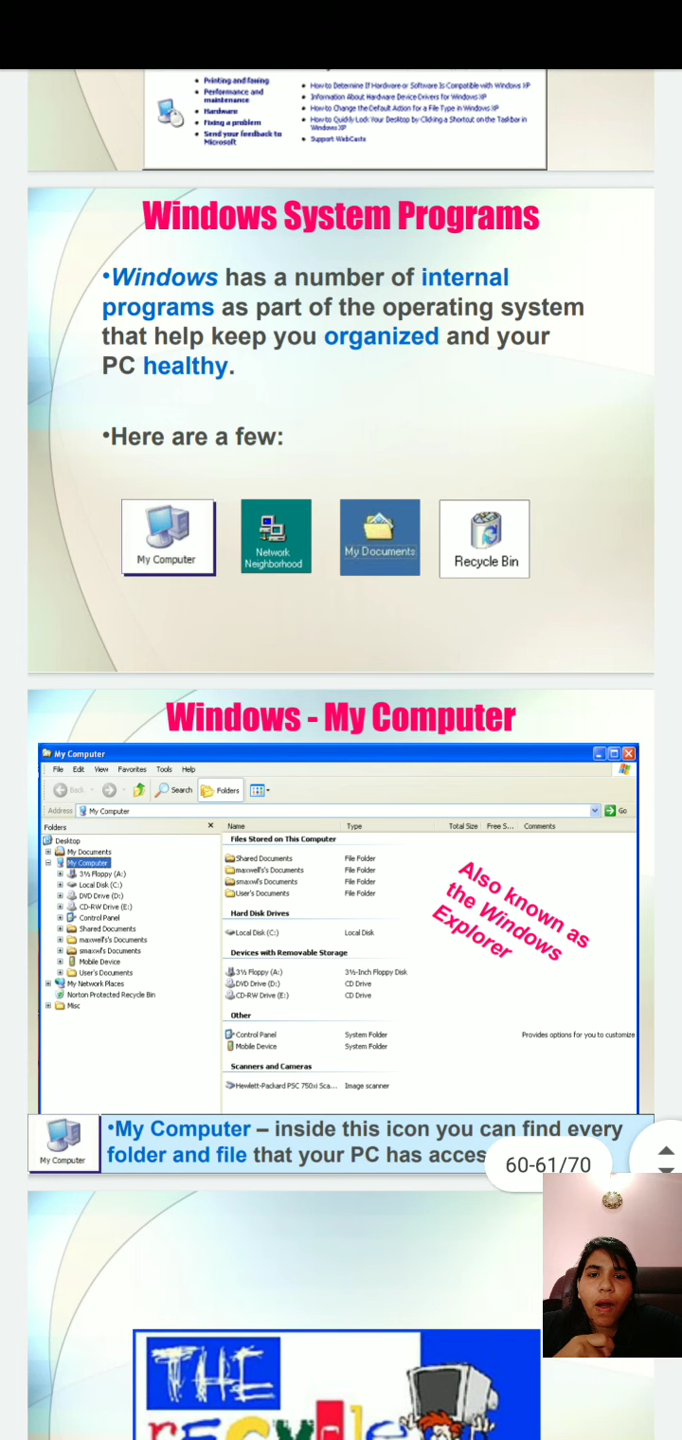 • Printing and faxing
• Performance and
maintenance
• Hardware
• Fixing a problem
• Send your feedback to
Microsoft
• How to Determine If Hardware or Software Is Compatible with Windows XP
• Information About Hardware Device Drivers for Windows XP
• How to Change the Default Action for a File Type in Windows XP
• How to Quickly Lock Your Desktop by Clicking a Shortcut on the Taskbar in
Windows XP
• Support WebCasts
Windows System Programs
•Windows has a number of internal
programs as part of the operating system
that help keep you organized and your
PC healthy.
•Here are a few:
My Computer
Network
Neighborhood
My Documents
Recycle Bin
Windows - My Computer
My Computer
File Edit View Favorites Tools Help
Back Search Folders
Address My Computer Go
Folders X
Desktop
My Documents
My Computer
3½ Floppy (A:)
Local Disk (C:)
DVD Drive (D:)
CD-RW Drive (E:)
Control Panel
Shared Documents
maxwell's Documents
smaxwl's Documents
Mobile Device
User's Documents
My Network Places
Norton Protected Recycle Bin
Misc
Name Type Total Size Free S... Comments
Files Stored on This Computer
Shared Documents File Folder
maxwell's Documents File Folder
smaxwl's Documents File Folder
User's Documents File Folder
Hard Disk Drives
Local Disk (C:) Local Disk
Devices with Removable Storage
3½ Floppy (A:) 3½-Inch Floppy Disk
DVD Drive (D:) CD Drive
CD-RW Drive (E:) CD Drive
Other
Control Panel System Folder Provides options for you to customize
Mobile Device System Folder
Scanners and Cameras
Hewlett-Packard PSC 750xi Sca... Image scanner
Also known as
the Windows
Explorer
My Computer
•My Computer – inside this icon you can find every
folder and file that your PC has acces
60-61/70
THE
recycle